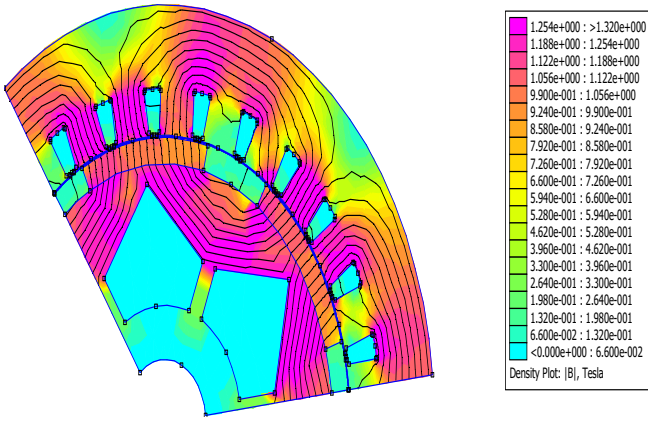 1.254e+000 : >1.320e+000
1.188e+000 : 1.254e+000
1.122e+000 : 1.188e+000
1.056e+000 : 1.122e+000
9.900e-001 : 1.056e+000
9.240e-001 : 9.900e-001
8.580e-001 : 9.240e-001
7.920e-001 : 8.580e-001
7.260e-001 : 7.920e-001
6.600e-001 : 7.260e-001
5.940e-001 : 6.600e-001
5.280e-001 : 5.940e-001
4.620e-001 : 5.280e-001
3.960e-001 : 4.620e-001
3.300e-001 : 3.960e-001
2.640e-001 : 3.300e-001
1.980e-001 : 2.640e-001
1.320e-001 : 1.980e-001
6.600e-002 : 1.320e-001
<0.000e+000 : 6.600e-002
Density Plot: |B|, Tesla